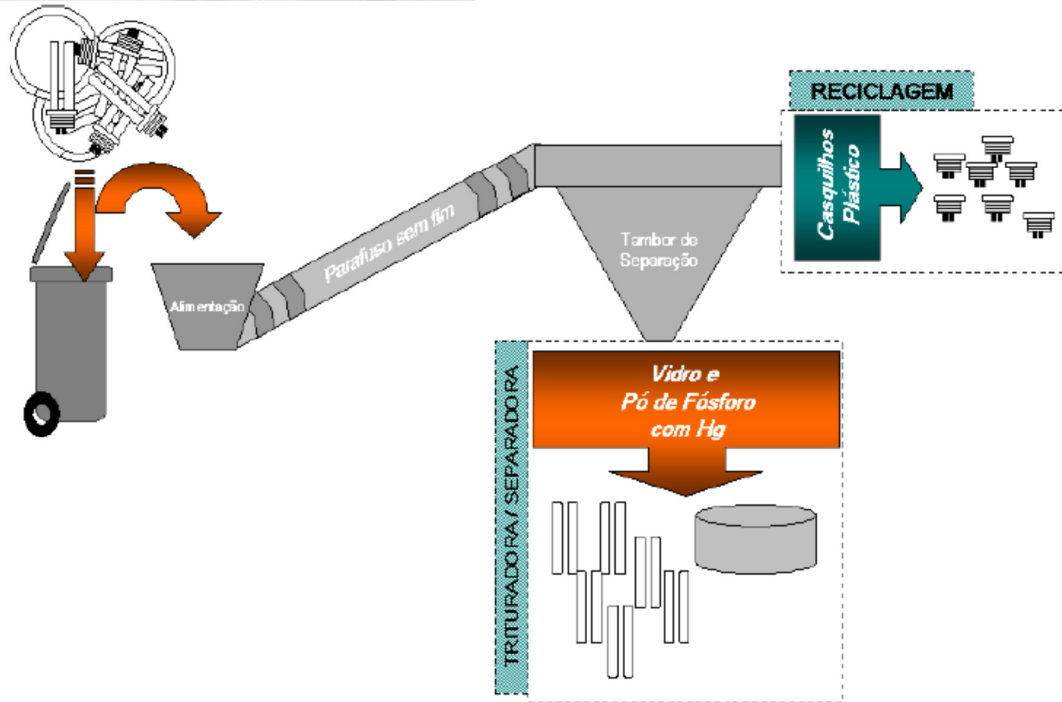 RECICLAGEM
Casquilhos
Plástico
Parafuso sem fim
Tambor de
Separação
Alimentação
Vidro e
Pó de Fósforo
com Hg
TRITURADORA / SEPARADORA